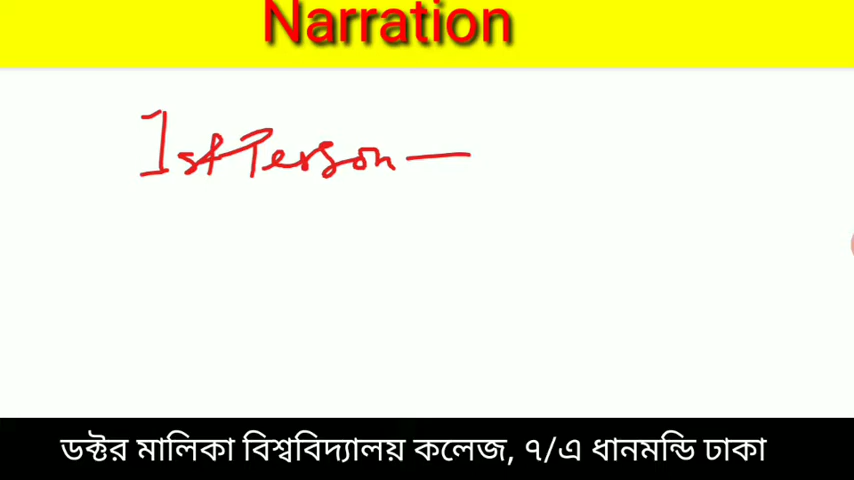 Narration
1st Person —
ডক্টর মালিকা বিশ্ববিদ্যালয় কলেজ, ৭/এ ধানমন্ডি ঢাকা